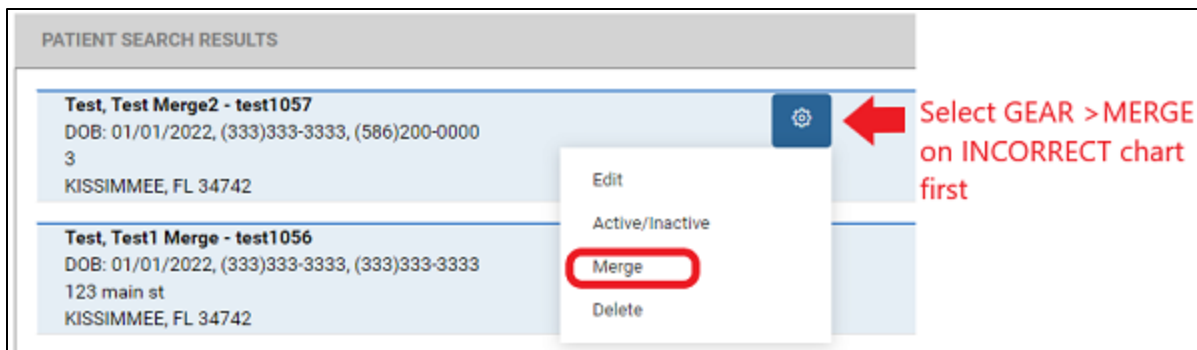 PATIENT SEARCH RESULTS
Test, Test Merge2 - test1057
DOB: 01/01/2022, (333)333-3333, (586)200-0000
3
KISSIMMEE, FL 34742
Select GEAR >MERGE
on INCORRECT chart
first
Edit
Active/Inactive
Merge
Delete
Test, Test1 Merge - test1056
DOB: 01/01/2022, (333)333-3333, (333)333-3333
123 main st
KISSIMMEE, FL 34742